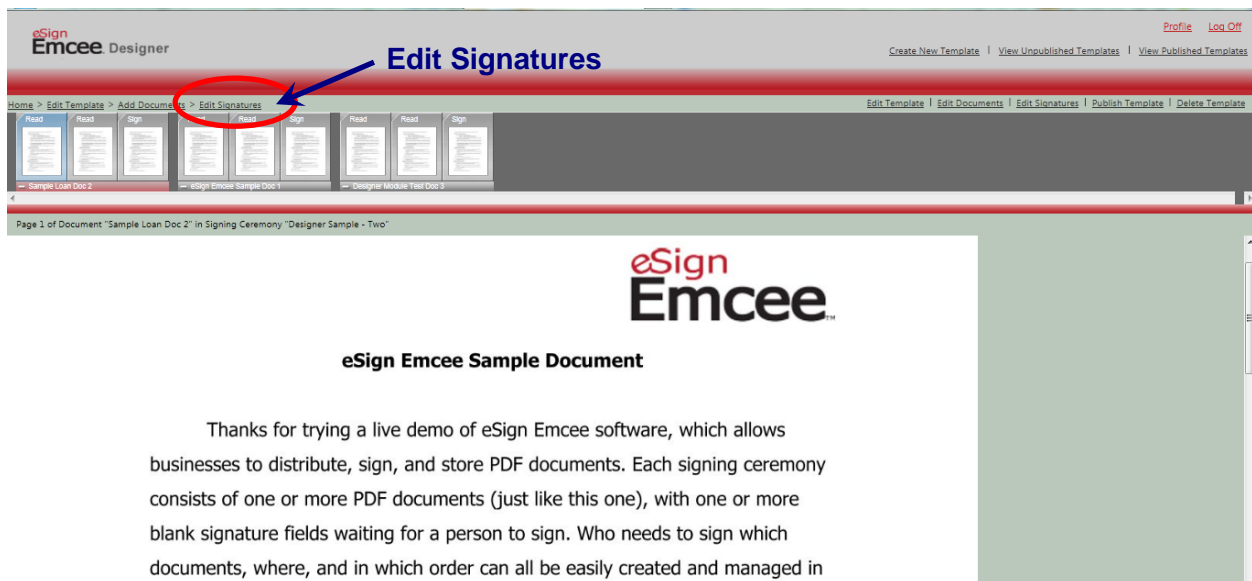 Profile Log Off
eSign
Emcee Designer
Edit Signatures
Create New Template | View Unpublished Templates | View Published Templates
Home > Edit Template > Add Documents > Edit Signatures
Edit Template | Edit Documents | Edit Signatures | Publish Template | Delete Template
Read Read Sign Read Read Sign Read Read Sign
Sample Loan Doc 2 eSign Emcee Sample Doc 1 Designer Module Test Doc 3
Page 1 of Document "Sample Loan Doc 2" in Signing Ceremony "Designer Sample - Two"
eSign
Emcee™
eSign Emcee Sample Document
Thanks for trying a live demo of eSign Emcee software, which allows
businesses to distribute, sign, and store PDF documents. Each signing ceremony
consists of one or more PDF documents (just like this one), with one or more
blank signature fields waiting for a person to sign. Who needs to sign which
documents, where, and in which order can all be easily created and managed in